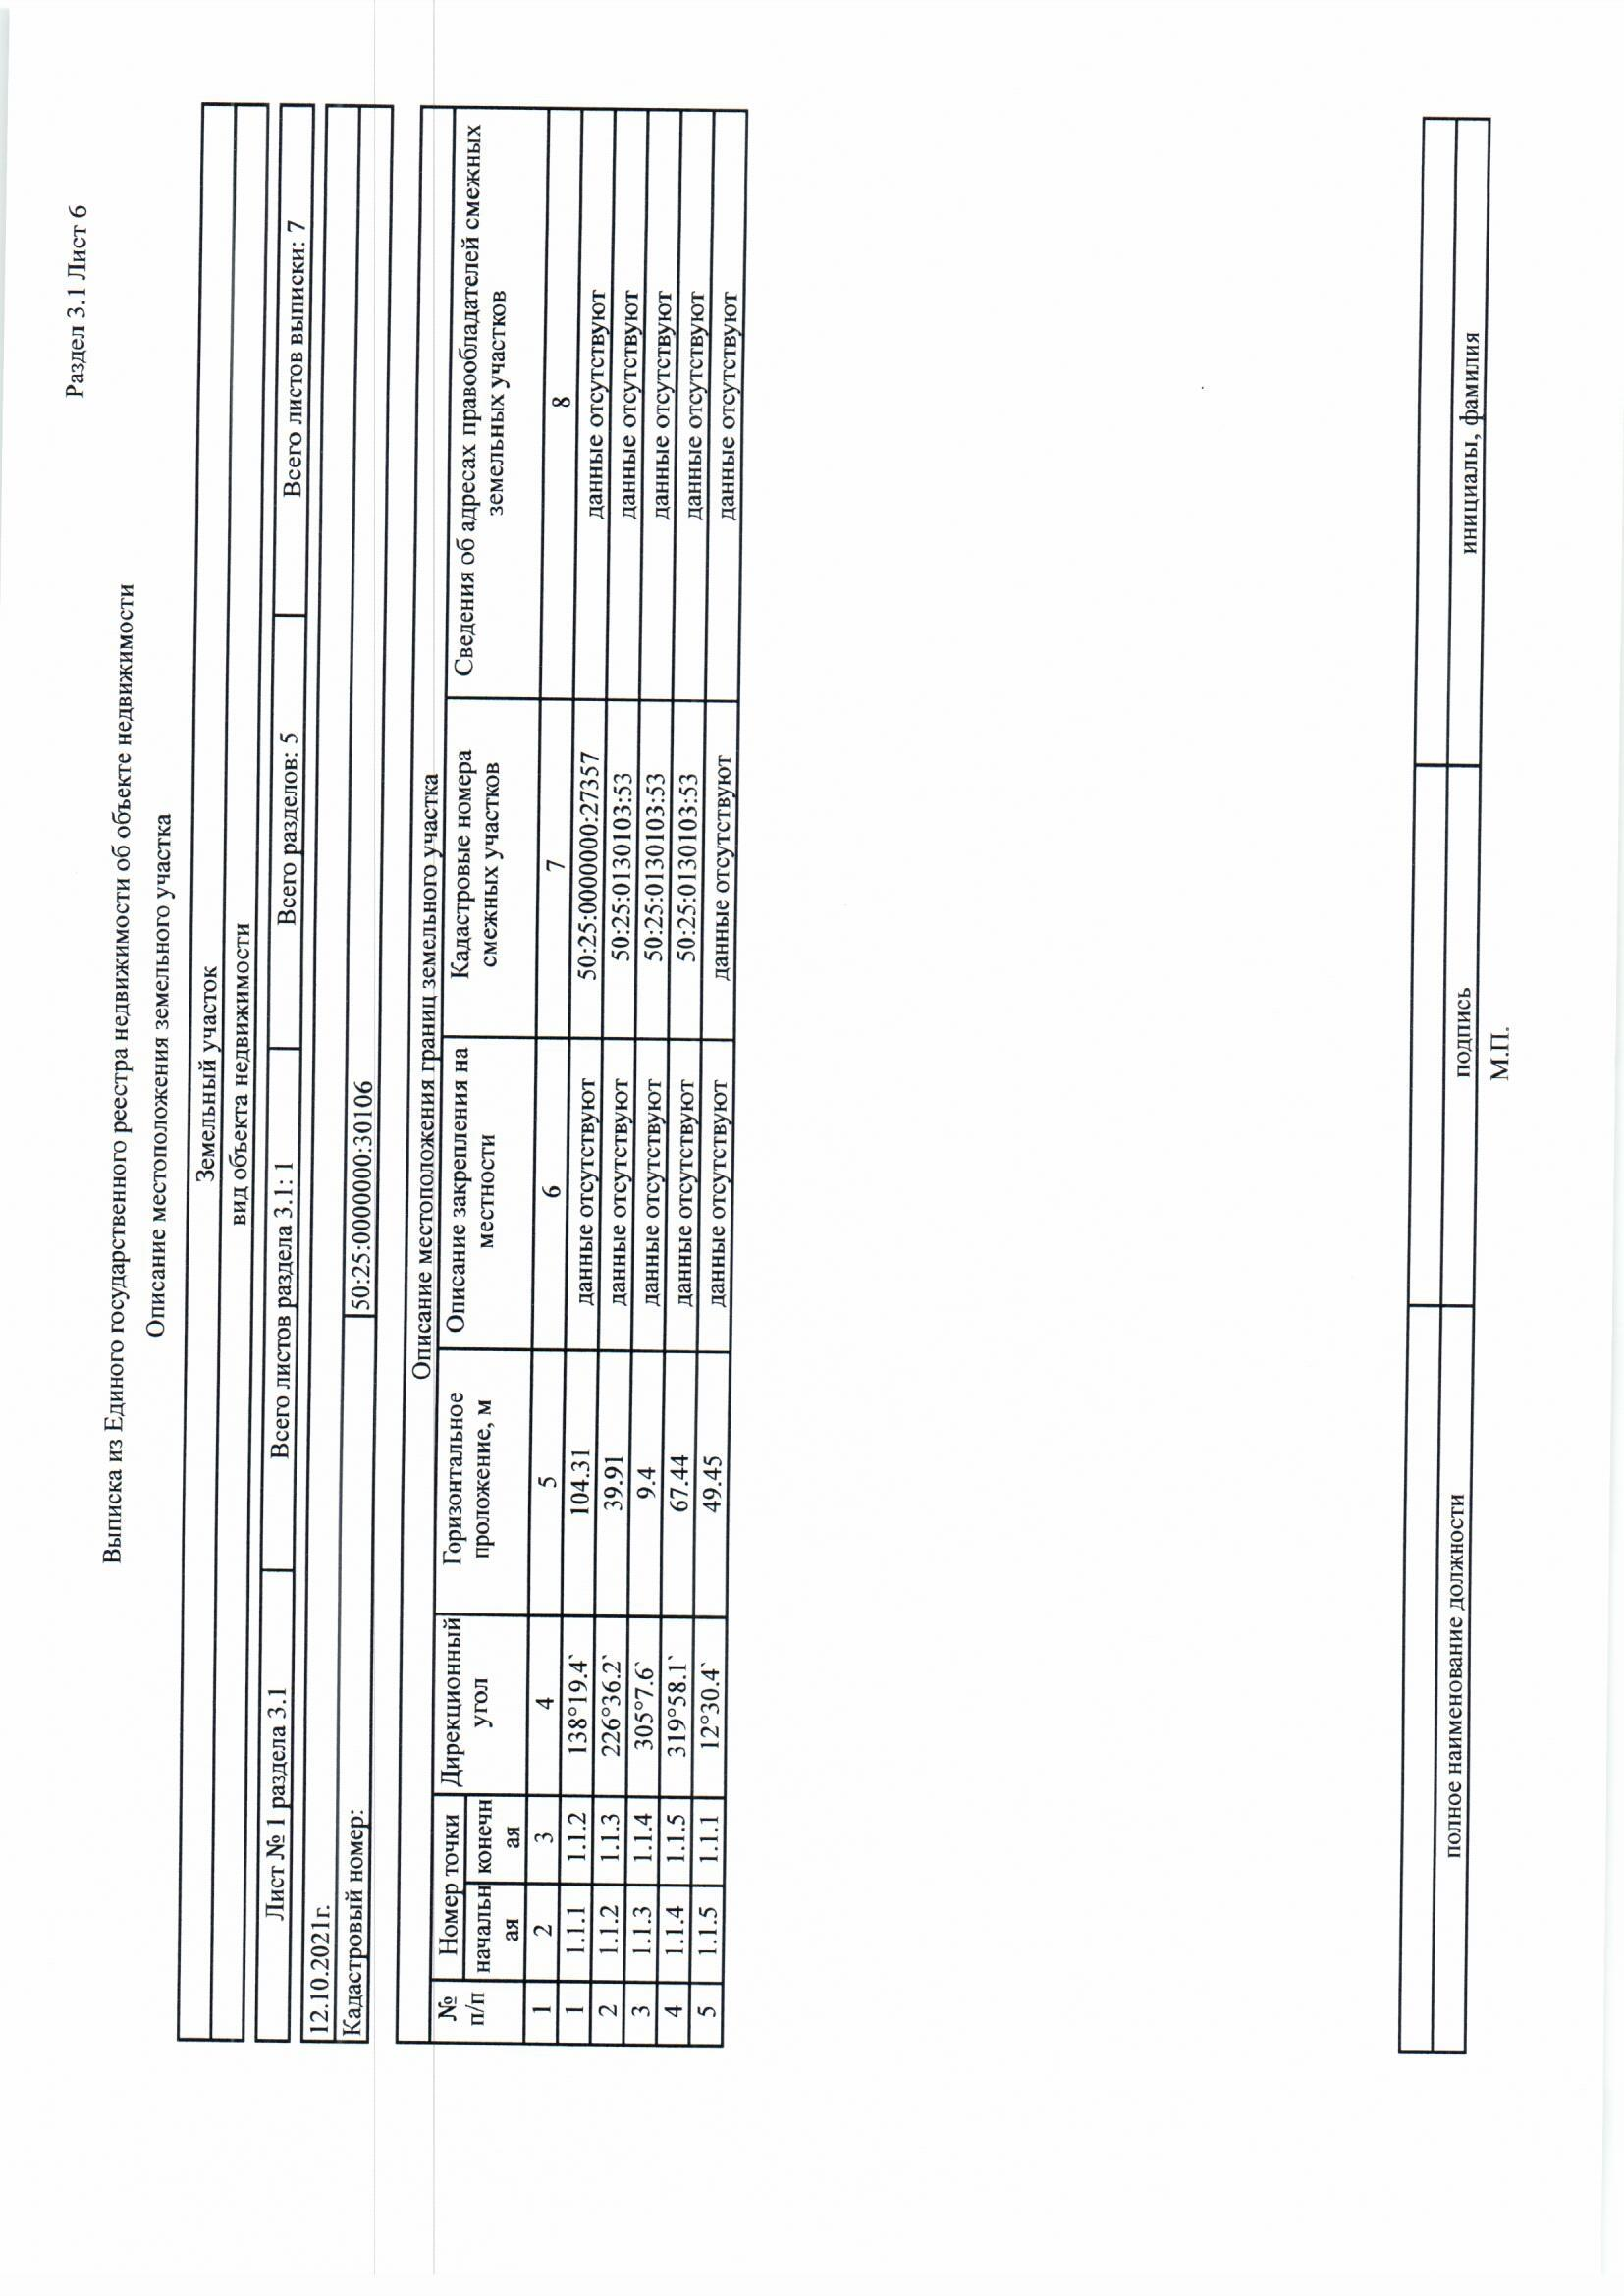 Раздел 3.1 Лист 6
Выписка из Единого государственного реестра недвижимости об объекте недвижимости
Описание местоположения земельного участка
Земельный участок
вид объекта недвижимости
Лист № 1 раздела 3.1 Всего листов раздела 3.1: 1 Всего разделов: 5 Всего листов выписки: 7
12.10.2021г.
Кадастровый номер: 50:25:0000000:30106
Описание местоположения границ земельного участка
№ п/п Номер точки Дирекционный угол Горизонтальное проложение, м Описание закрепления на местности Кадастровые номера смежных участков Сведения об адресах правообладателей смежных земельных участков
начальн ая конечн ая
1 2 3 4 5 6 7 8
1 1.1.1 1.1.2 138°19.4` 104.31 данные отсутствуют 50:25:0000000:27357 данные отсутствуют
2 1.1.2 1.1.3 226°36.2` 39.91 данные отсутствуют 50:25:0130103:53 данные отсутствуют
3 1.1.3 1.1.4 305°7.6` 9.4 данные отсутствуют 50:25:0130103:53 данные отсутствуют
4 1.1.4 1.1.5 319°58.1` 67.44 данные отсутствуют 50:25:0130103:53 данные отсутствуют
5 1.1.5 1.1.1 12°30.4` 49.45 данные отсутствуют данные отсутствуют данные отсутствуют
полное наименование должности подпись инициалы, фамилия
М.П.